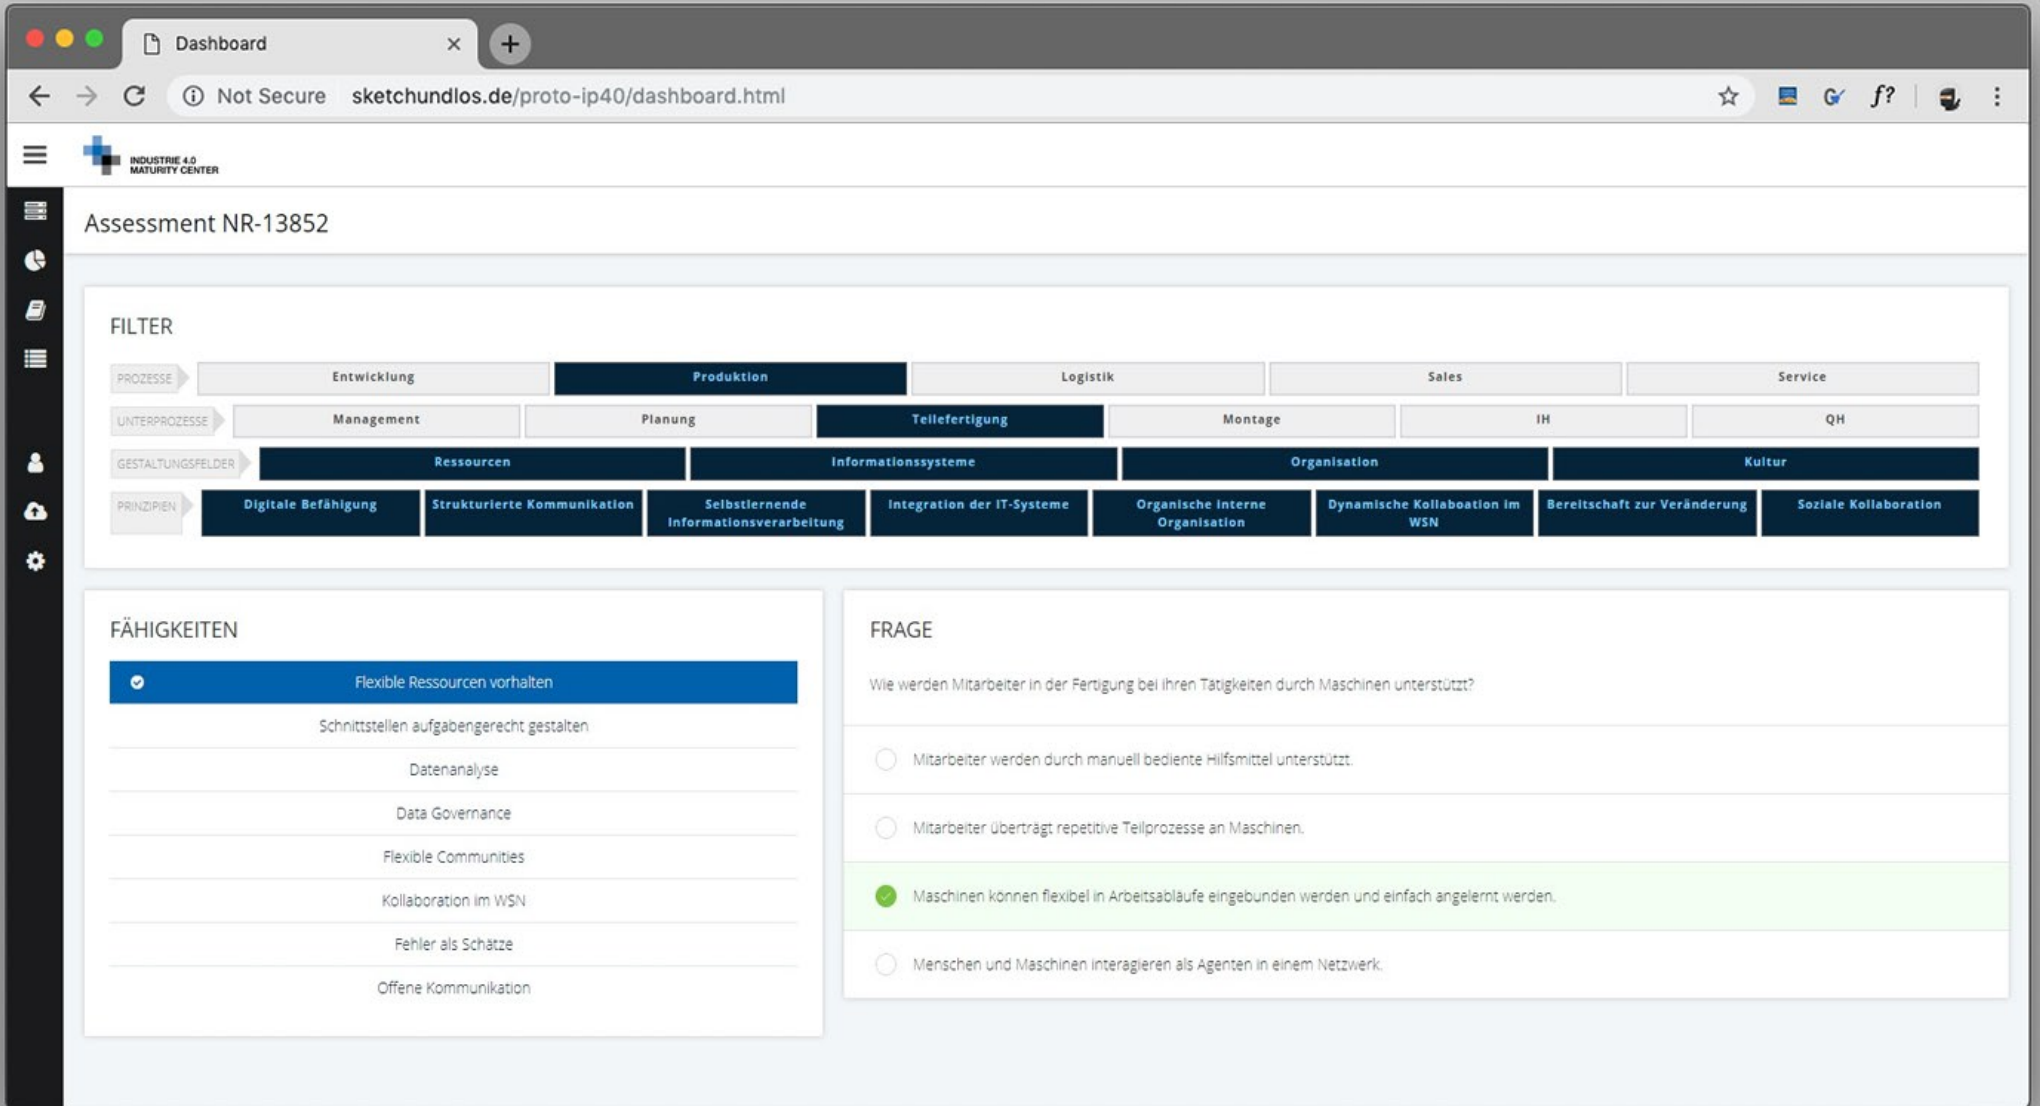 Dashboard
Not Secure sketchundlos.de/proto-ip40/dashboard.html
f?
INDUSTRIE 4.0
MATURITY CENTER
Assessment NR-13852
FILTER
PROZESSE Entwicklung Produktion Logistik Sales Service
UNTERPROZESSE Management Planung Teilefertigung Montage IH QH
GESTALTUNGSFELDER Ressourcen Informationssysteme Organisation Kultur
PRINZIPIEN Digitale Befähigung Strukturierte Kommunikation Selbstlernende Informationsverarbeitung Integration der IT-Systeme Organische interne Organisation Dynamische Kollaboation im WSN Bereitschaft zur Veränderung Soziale Kollaboration
FÄHIGKEITEN
Flexible Ressourcen vorhalten
Schnittstellen aufgabengerecht gestalten
Datenanalyse
Data Governance
Flexible Communities
Kollaboration im WSN
Fehler als Schätze
Offene Kommunikation
FRAGE
Wie werden Mitarbeiter in der Fertigung bei ihren Tätigkeiten durch Maschinen unterstützt?
Mitarbeiter werden durch manuell bediente Hilfsmittel unterstützt.
Mitarbeiter überträgt repetitive Teilprozesse an Maschinen.
Maschinen können flexibel in Arbeitsabläufe eingebunden werden und einfach angelernt werden.
Menschen und Maschinen interagieren als Agenten in einem Netzwerk.